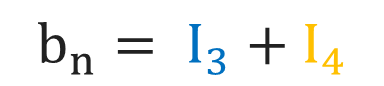 bₙ = I₃ + I₄